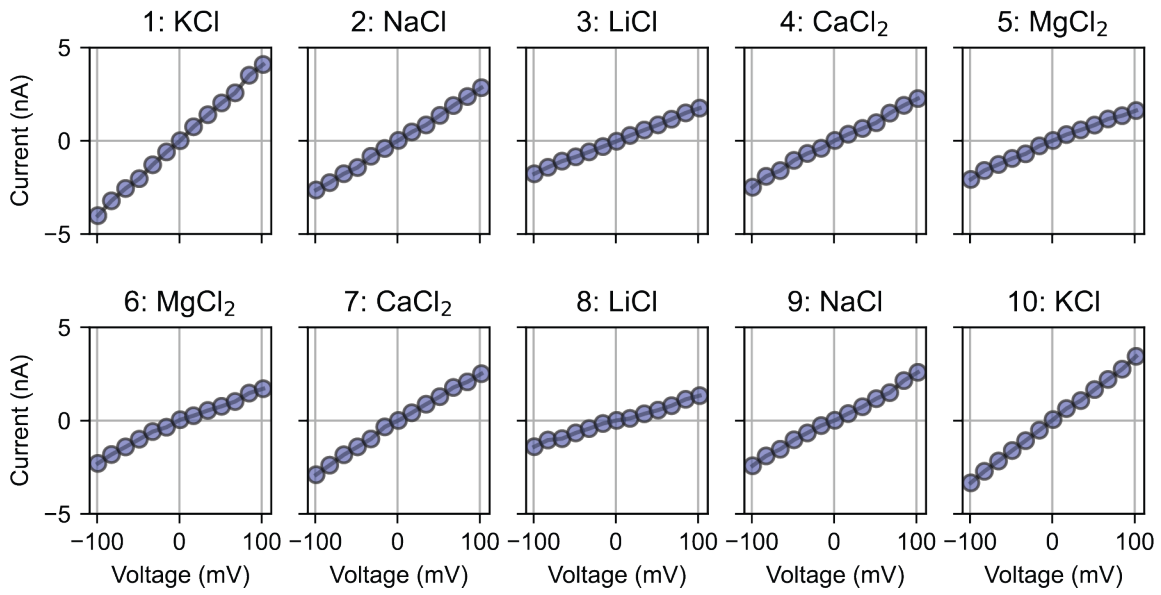 1: KCl
2: NaCl
3: LiCl
4: CaCl₂
5: MgCl₂
Current (nA)
5
0
−5
6: MgCl₂
7: CaCl₂
8: LiCl
9: NaCl
10: KCl
Current (nA)
5
0
−5
−100 0 100
−100 0 100
−100 0 100
−100 0 100
−100 0 100
Voltage (mV)
Voltage (mV)
Voltage (mV)
Voltage (mV)
Voltage (mV)